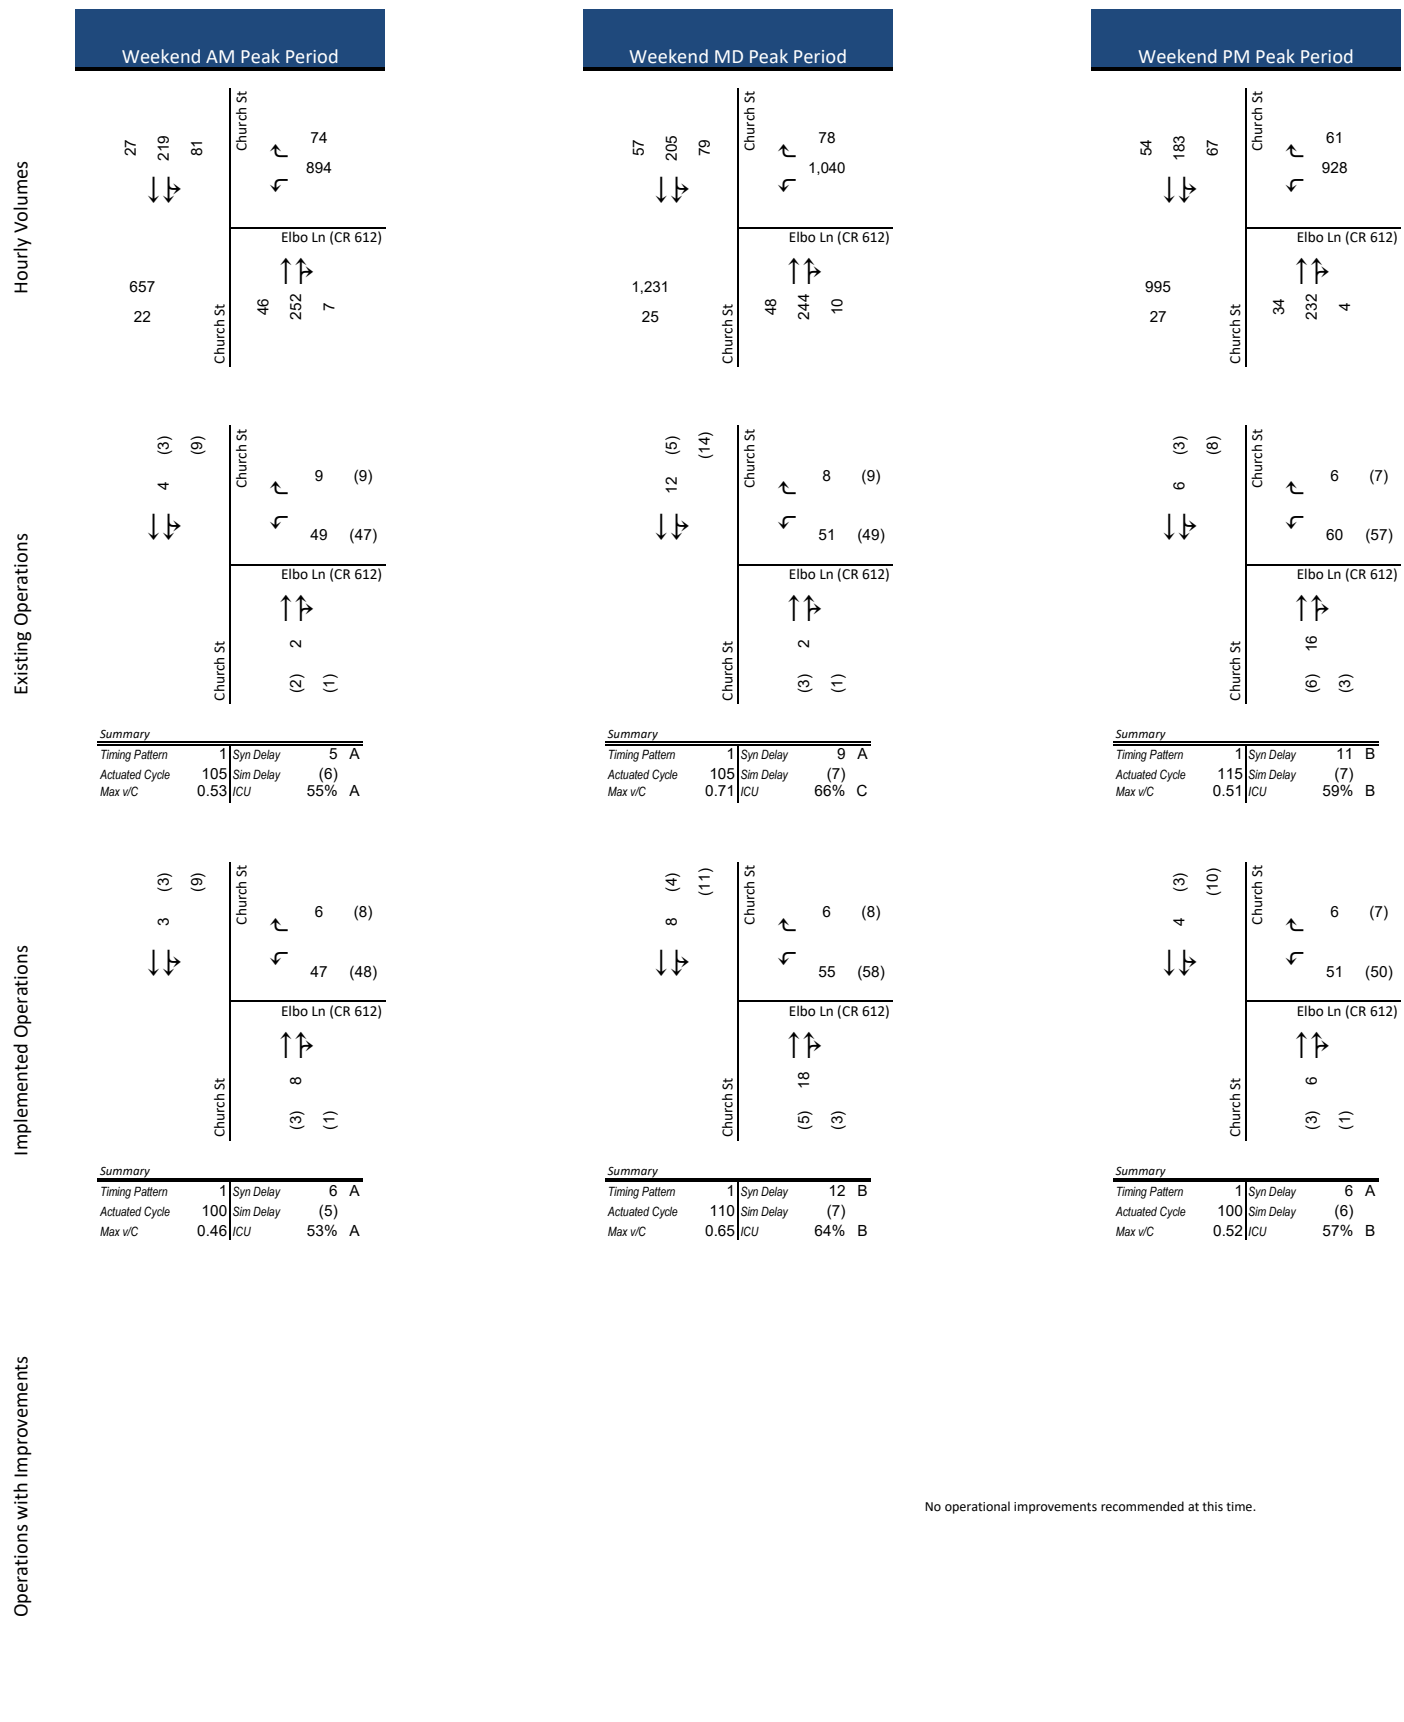 Weekend AM Peak Period
Weekend MD Peak Period
Weekend PM Peak Period
Hourly Volumes
27 219 81
Church St
74
894
Elbo Ln (CR 612)
657
22
Church St
46 252 7
57 205 79
Church St
78
1,040
Elbo Ln (CR 612)
1,231
25
Church St
48 244 10
54 183 67
Church St
61
928
Elbo Ln (CR 612)
995
27
Church St
34 232 4
Existing Operations
(3) (9)
4
Church St
9 (9)
49 (47)
Elbo Ln (CR 612)
Church St
2
(2) (1)
Summary
Timing Pattern 1 Syn Delay 5 A
Actuated Cycle 105 Sim Delay (6)
Max v/C 0.53 ICU 55% A
(5) (14)
12
Church St
8 (9)
51 (49)
Elbo Ln (CR 612)
Church St
2
(3) (1)
Summary
Timing Pattern 1 Syn Delay 9 A
Actuated Cycle 105 Sim Delay (7)
Max v/C 0.71 ICU 66% C
(3) (8)
6
Church St
6 (7)
60 (57)
Elbo Ln (CR 612)
Church St
16
(6) (3)
Summary
Timing Pattern 1 Syn Delay 11 B
Actuated Cycle 115 Sim Delay (7)
Max v/C 0.51 ICU 59% B
Implemented Operations
(3) (9)
3
Church St
6 (8)
47 (48)
Elbo Ln (CR 612)
Church St
8
(3) (1)
Summary
Timing Pattern 1 Syn Delay 6 A
Actuated Cycle 100 Sim Delay (5)
Max v/C 0.46 ICU 53% A
(4) (11)
8
Church St
6 (8)
55 (58)
Elbo Ln (CR 612)
Church St
18
(5) (3)
Summary
Timing Pattern 1 Syn Delay 12 B
Actuated Cycle 110 Sim Delay (7)
Max v/C 0.65 ICU 64% B
(3) (10)
4
Church St
6 (7)
51 (50)
Elbo Ln (CR 612)
Church St
6
(3) (1)
Summary
Timing Pattern 1 Syn Delay 6 A
Actuated Cycle 100 Sim Delay (6)
Max v/C 0.52 ICU 57% B
Operations with Improvements
No operational improvements recommended at this time.